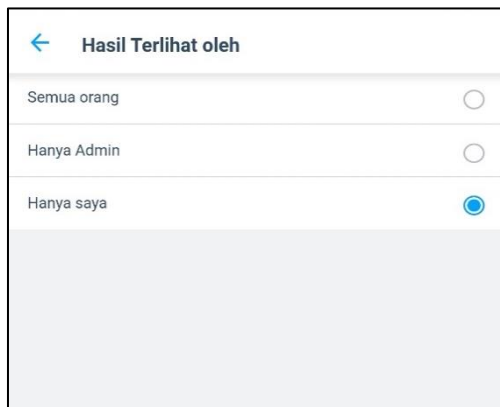 Hasil Terlihat oleh
Semua orang
Hanya Admin
Hanya saya